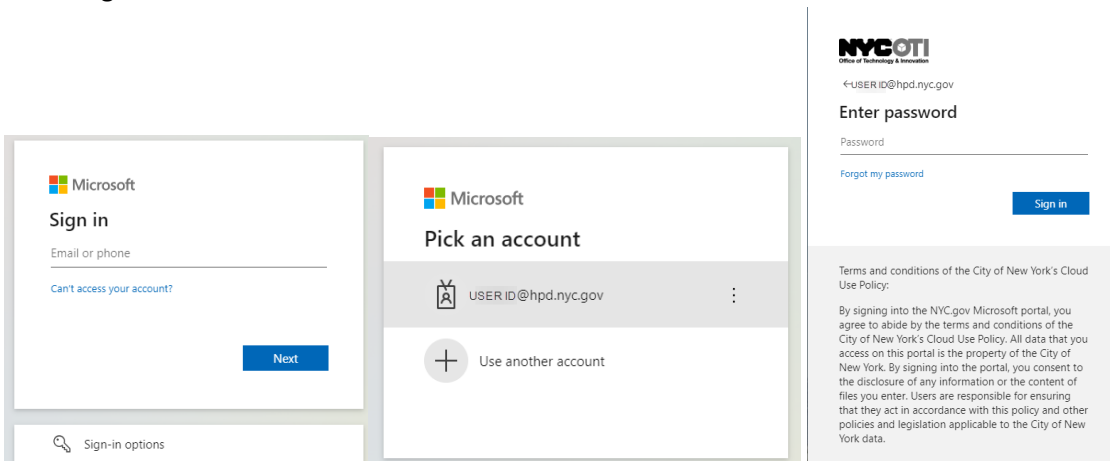 Microsoft
Sign in
Email or phone
Can't access your account?
Next
Sign-in options
Microsoft
Pick an account
USER ID@hpd.nyc.gov
Use another account
NYCOTI
Office of Technology & Innovation
←USER ID@hpd.nyc.gov
Enter password
Password
Forgot my password
Sign in
Terms and conditions of the City of New York's Cloud
Use Policy:
By signing into the NYC.gov Microsoft portal, you
agree to abide by the terms and conditions of the
City of New York's Cloud Use Policy. All data that you
access on this portal is the property of the City of
New York. By signing into the portal, you consent to
the disclosure of any information or the content of
files you enter. Users are responsible for ensuring
that they act in accordance with this policy and other
policies and legislation applicable to the City of New
York data.